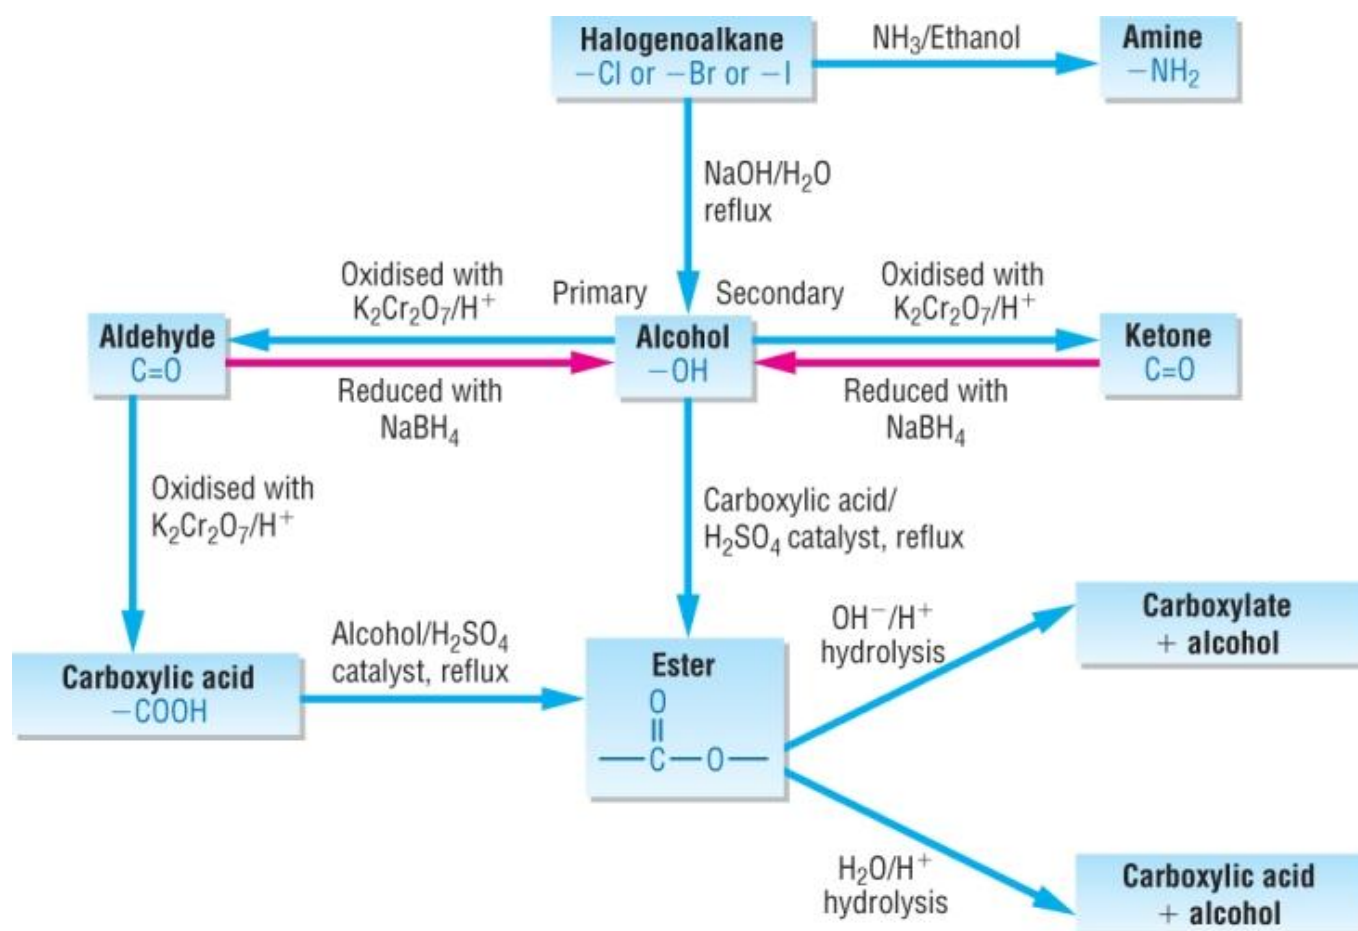 Halogenoalkane
−Cl or −Br or −I
NH₃/Ethanol
Amine
−NH₂
NaOH/H₂O
reflux
Oxidised with
K₂Cr₂O₇/H⁺
Primary
Secondary
Oxidised with
K₂Cr₂O₇/H⁺
Aldehyde
C=O
Alcohol
−OH
Ketone
C=O
Reduced with
NaBH₄
Reduced with
NaBH₄
Oxidised with
K₂Cr₂O₇/H⁺
Carboxylic acid/
H₂SO₄ catalyst, reflux
Carboxylic acid
−COOH
Alcohol/H₂SO₄
catalyst, reflux
Ester
O
||
—C—O—
OH⁻/H⁺
hydrolysis
Carboxylate
+ alcohol
H₂O/H⁺
hydrolysis
Carboxylic acid
+ alcohol